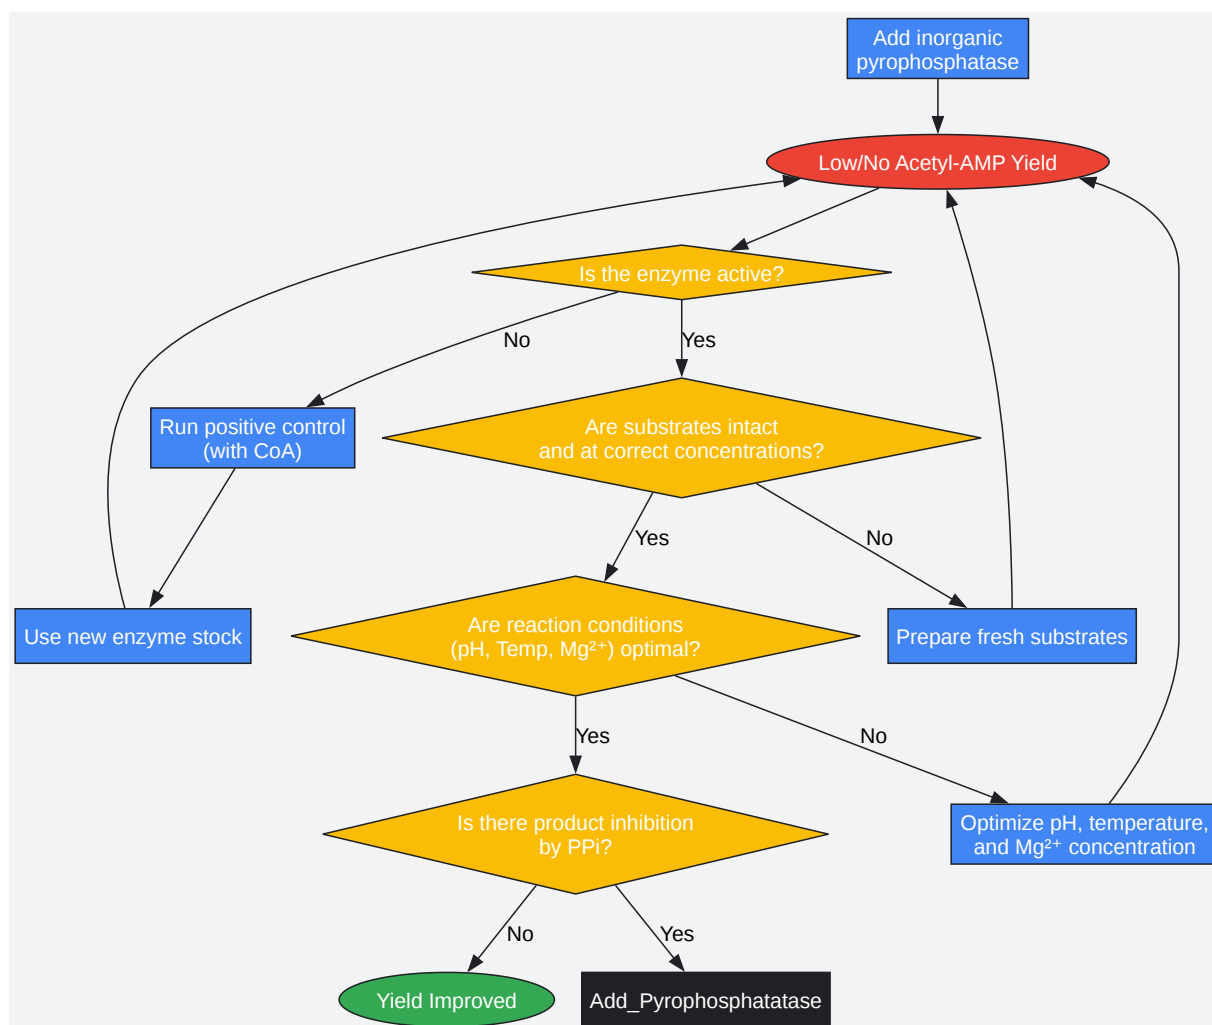 Add inorganic
pyrophosphatase
Low/No Acetyl-AMP Yield
Is the enzyme active?
No
Yes
Run positive control
(with CoA)
Are substrates intact
and at correct concentrations?
Yes
No
Use new enzyme stock
Are reaction conditions
(pH, Temp, Mg²⁺) optimal?
Prepare fresh substrates
Yes
No
Is there product inhibition
by PPi?
Optimize pH, temperature,
and Mg²⁺ concentration
No
Yes
Yield Improved
Add_Pyrophosphatatase